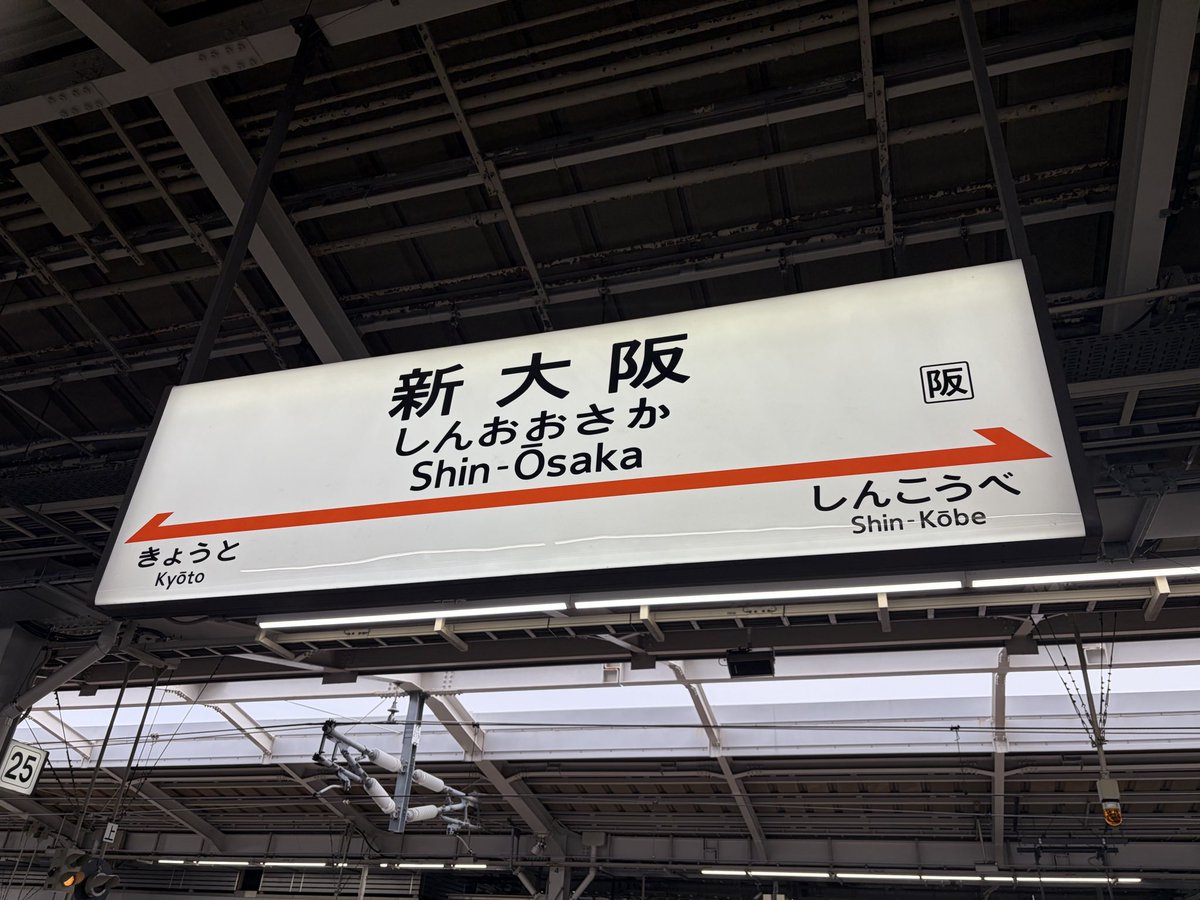 新大阪
しんおおさか
Shin-Ōsaka
阪
きょうと
Kyōto
しんこうべ
Shin-Kōbe
25